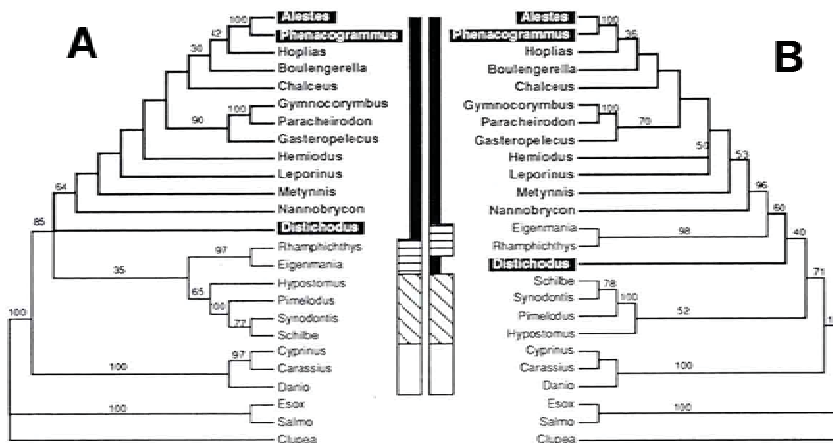 A
B
100 Alestes Alestes 100
42 Phenacogrammus Phenacogrammus 35
30 Hoplias Hoplias
Boulengerella Boulengerella
Chalceus Chalceus
100 Gymnocorymbus Gymnocorymbus 100
90 Paracheirodon Paracheirodon 70
Gasteropelecus Gasteropelecus
Hemiodus Hemiodus 50
Leporinus Leporinus 53
64 Metynnis Metynnis 96
Nannobrycon Nannobrycon 60
85 Distichodus Eigenmania 98 40
97 Rhamphichthys Rhamphichthys
35 Eigenmania Distichodus 71
65 Hypostomus Schilbe 78
100 Pimelodus Synodontis 100
100 77 Synodontis Pimelodus 52
Schilbe Hypostomus
97 Cyprinus Cyprinus
100 Carassius Carassius 100
Danio Danio
100 Esox Esox 100
Salmo Salmo
Clupea Clupea